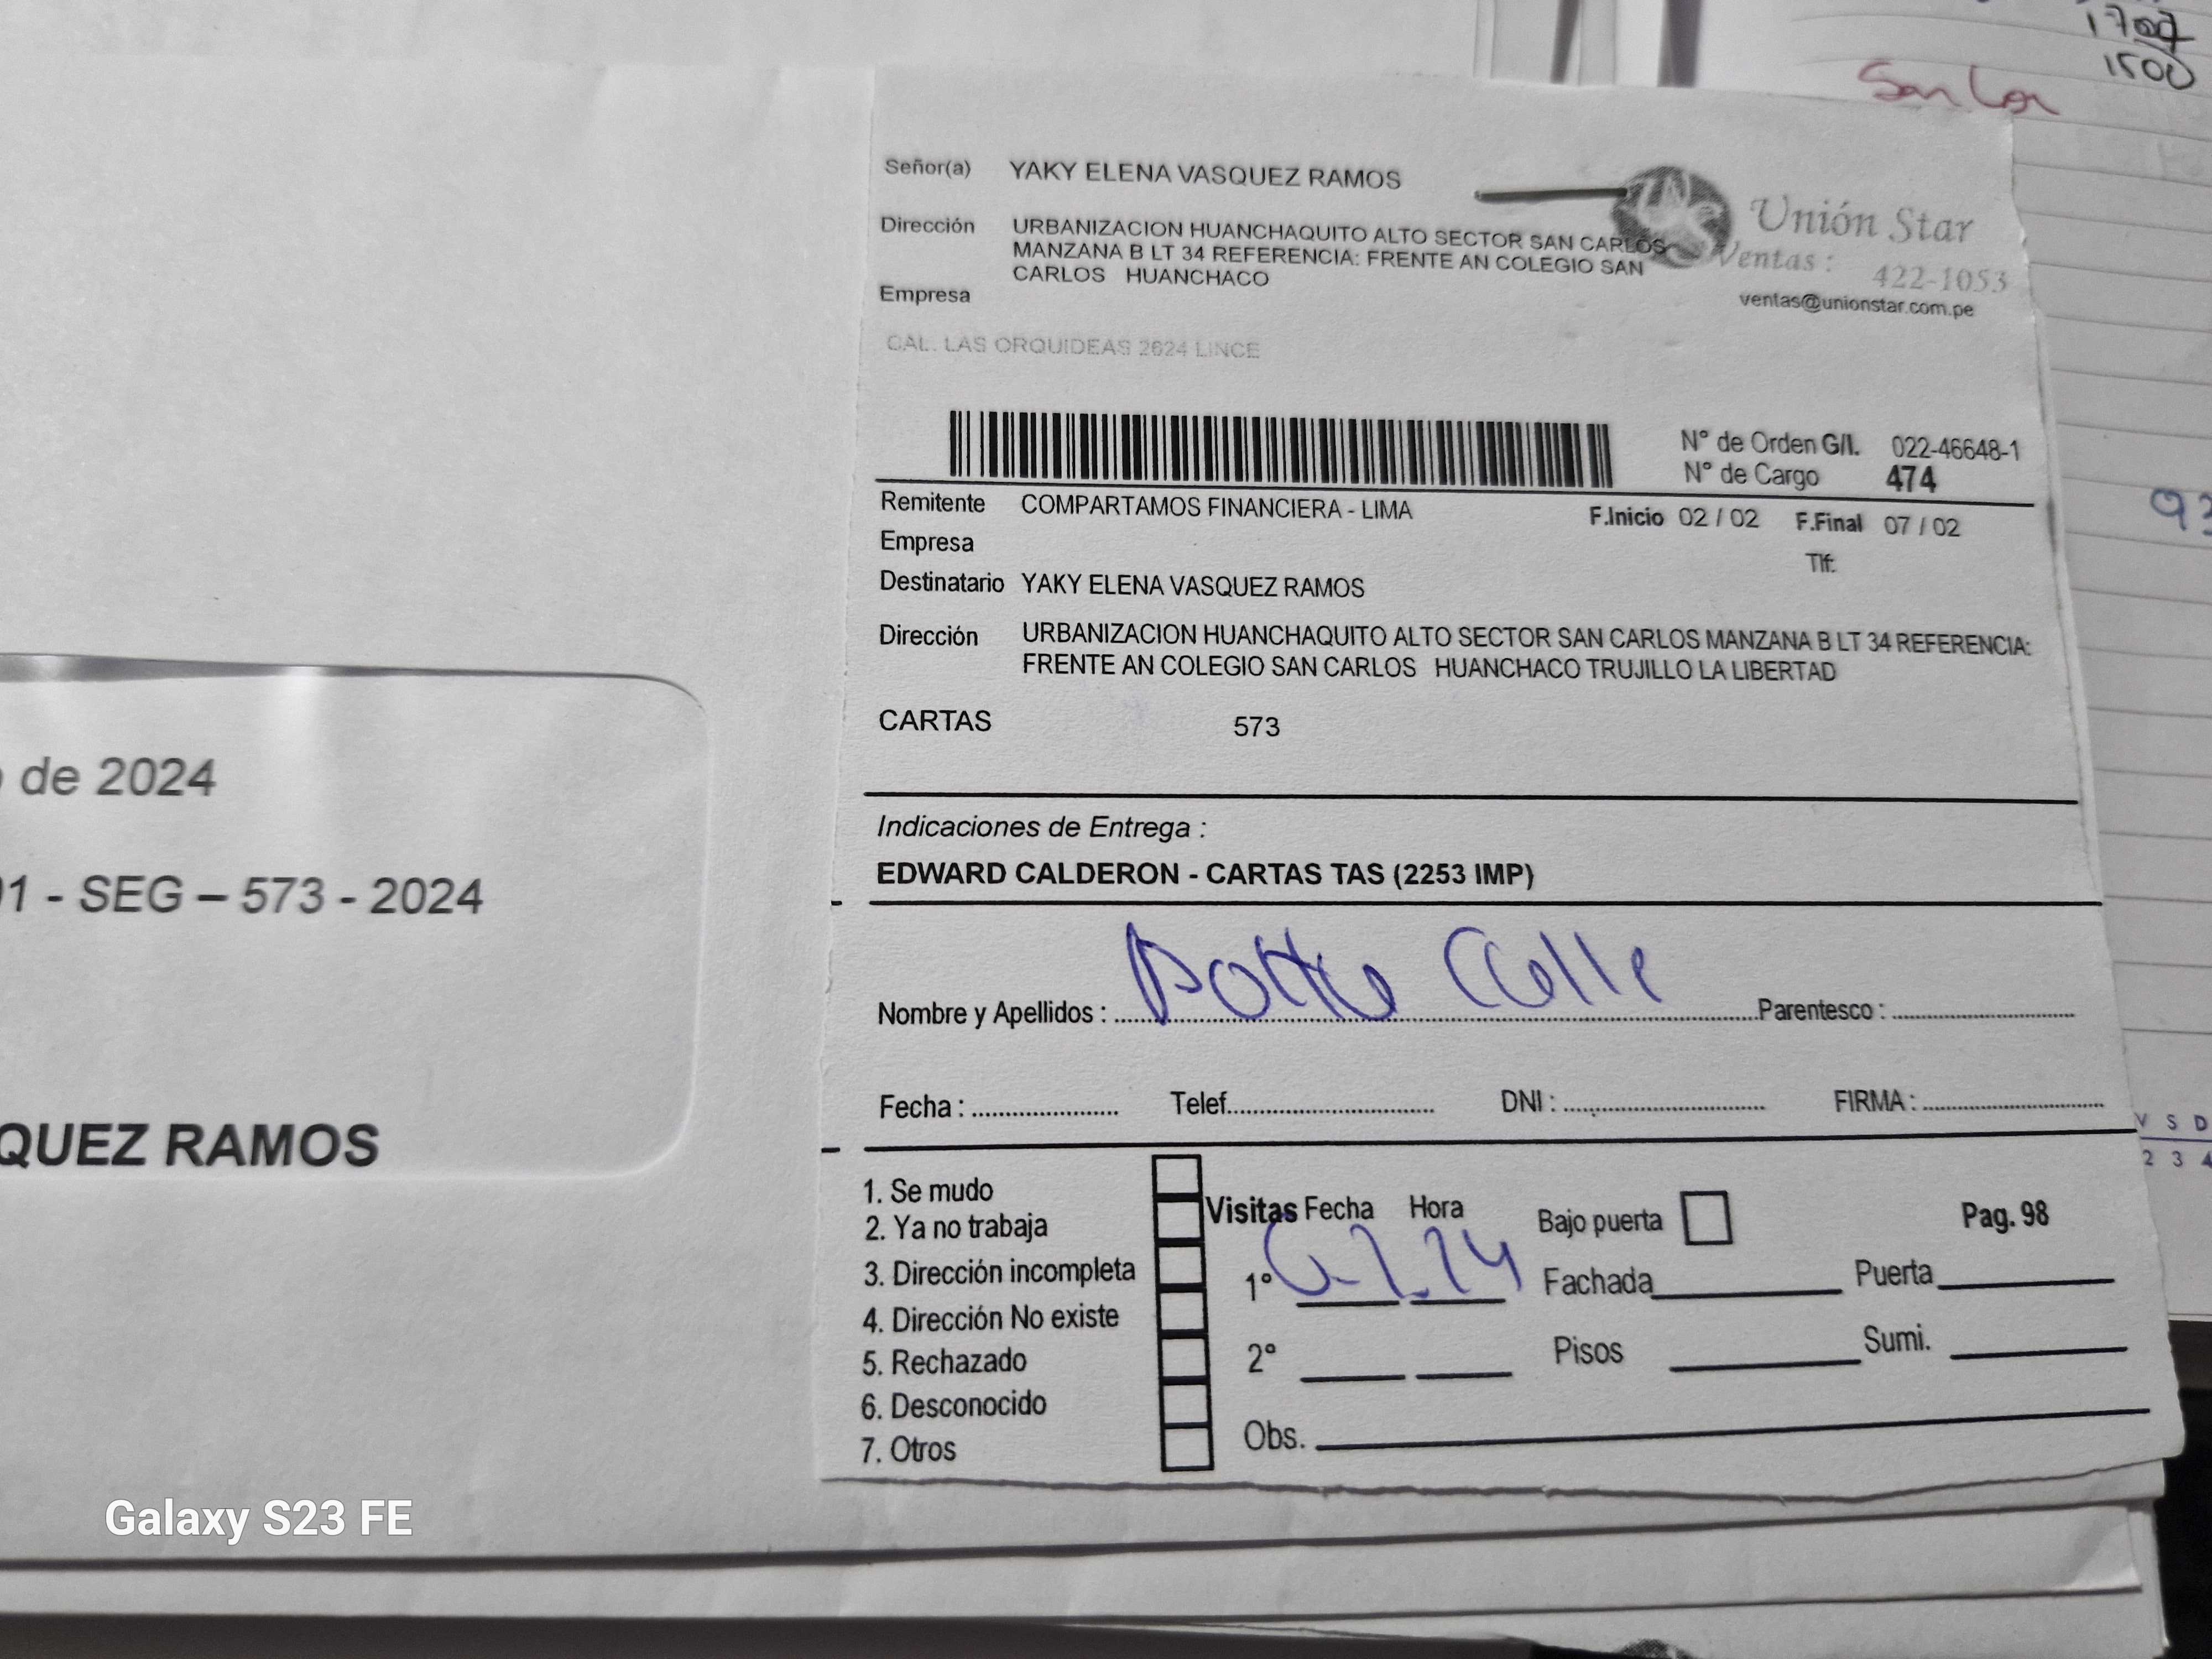 1500
Señor(a) YAKY ELENA VASQUEZ RAMOS
Dirección URBANIZACION HUANCHAQUITO ALTO SECTOR SAN CARLOS
MANZANA B LT 34 REFERENCIA: FRENTE AN COLEGIO SAN
CARLOS HUANCHACO
Empresa
Unión Star
Ventas : 422-1053
ventas@unionstar.com.pe
CAL. LAS ORQUIDEAS 2624 LINCE
N° de Orden G/I. 022-46648-1
N° de Cargo 474
Remitente COMPARTAMOS FINANCIERA - LIMA F.Inicio 02 / 02 F.Final 07 / 02
Empresa Tlf:
Destinatario YAKY ELENA VASQUEZ RAMOS
Dirección URBANIZACION HUANCHAQUITO ALTO SECTOR SAN CARLOS MANZANA B LT 34 REFERENCIA:
FRENTE AN COLEGIO SAN CARLOS HUANCHACO TRUJILLO LA LIBERTAD
CARTAS 573
Indicaciones de Entrega :
EDWARD CALDERON - CARTAS TAS (2253 IMP)
Nombre y Apellidos : Parentesco :
Fecha : Telef. DNI : FIRMA :
1. Se mudo
2. Ya no trabaja
3. Dirección incompleta
4. Dirección No existe
5. Rechazado
6. Desconocido
7. Otros
Visitas Fecha Hora Bajo puerta Pag. 98
1° Fachada Puerta
2° Pisos Sumi.
Obs.
de 2024
1 - SEG – 573 - 2024
QUEZ RAMOS
V S D
2 3 4
Galaxy S23 FE